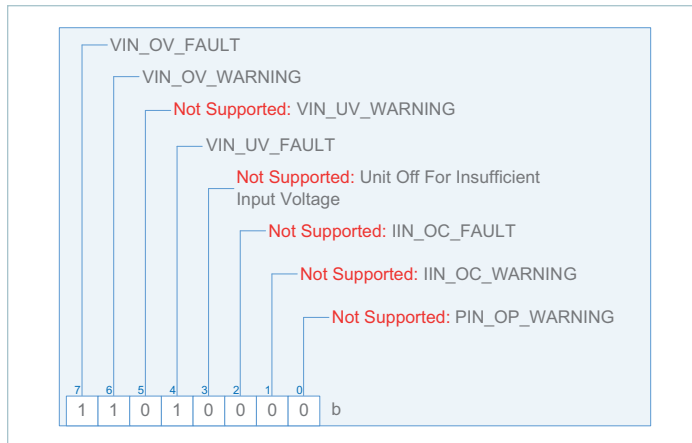 VIN_OV_FAULT
VIN_OV_WARNING
Not Supported: VIN_UV_WARNING
VIN_UV_FAULT
Not Supported: Unit Off For Insufficient
Input Voltage
Not Supported: IIN_OC_FAULT
Not Supported: IIN_OC_WARNING
Not Supported: PIN_OP_WARNING
7 6 5 4 3 2 1 0
1 1 0 1 0 0 0 0 b